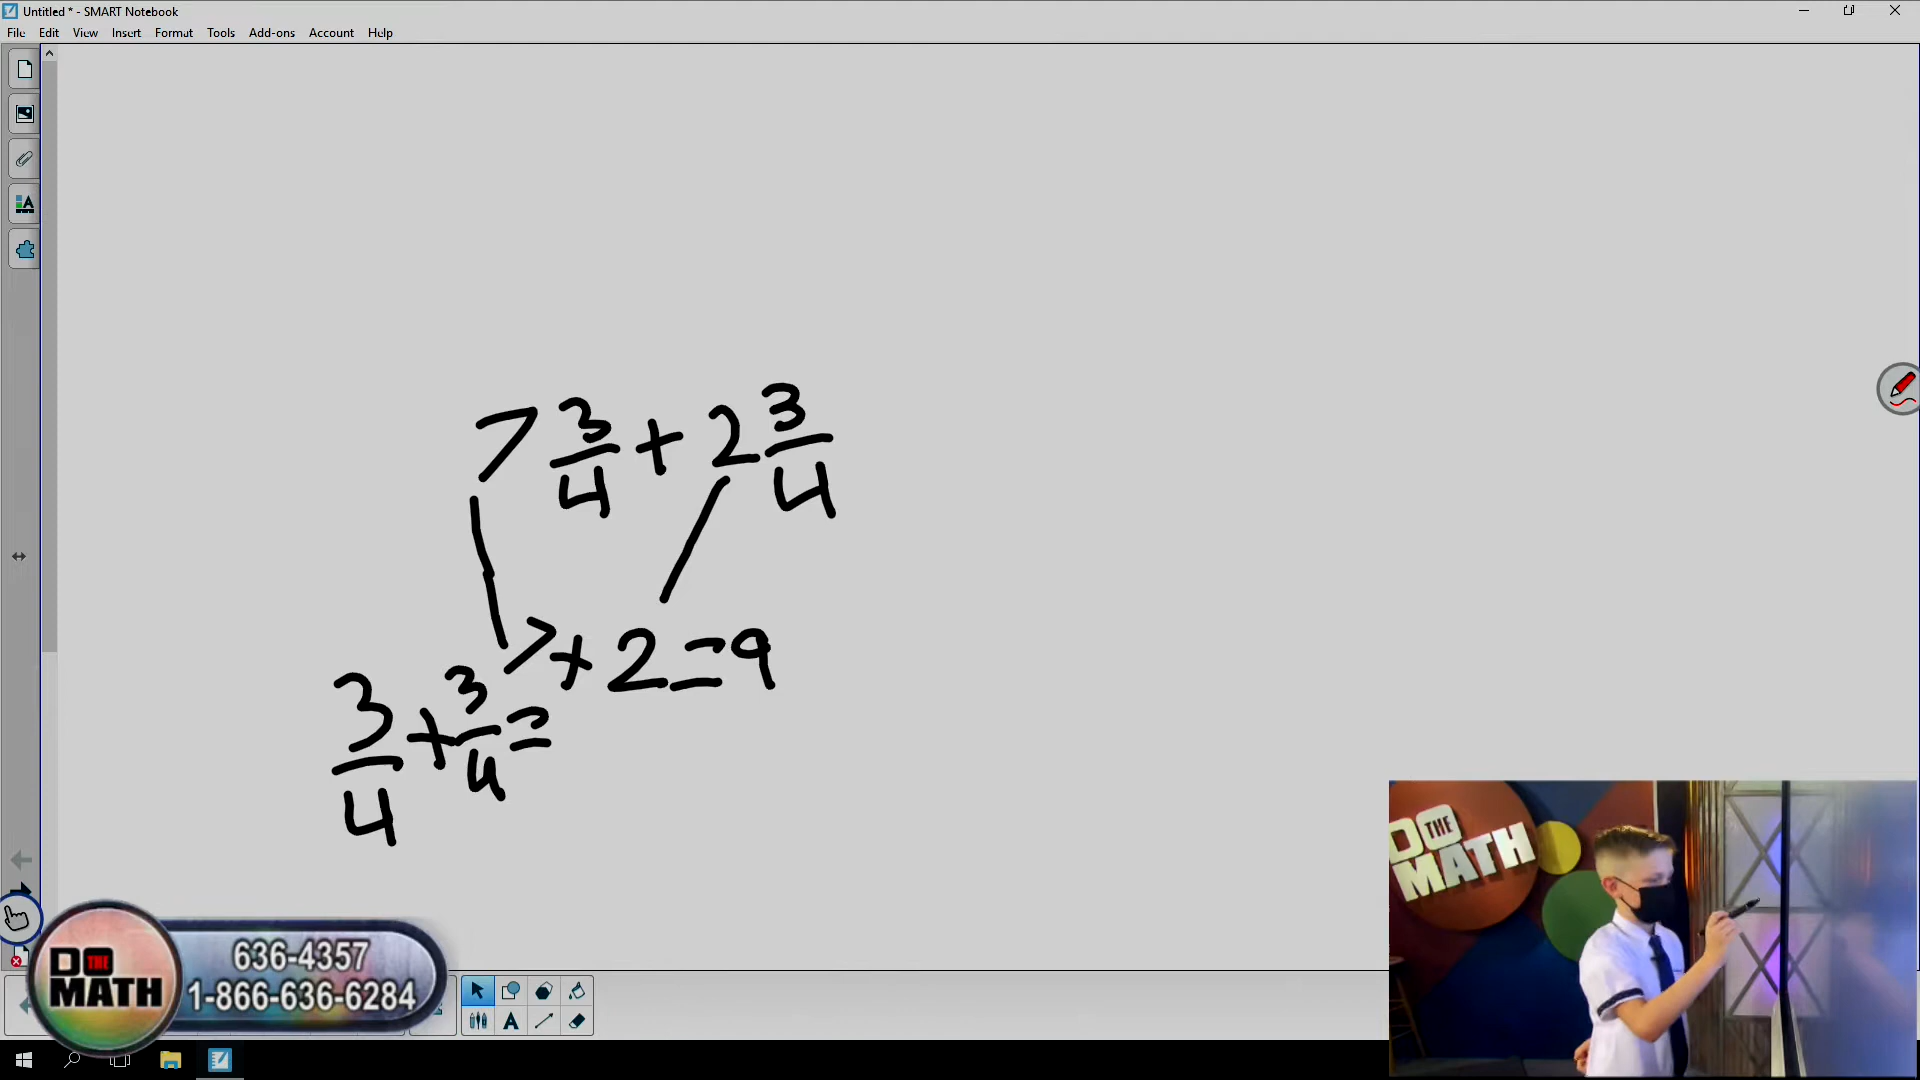 Untitled * - SMART Notebook
File Edit View Insert Format Tools Add-ons Account Help
7 3/4 + 2 3/4
7 + 2 = 9
3/4 + 3/4 =
DO THE MATH
636-4357
1-866-636-6284
DO THE MATH